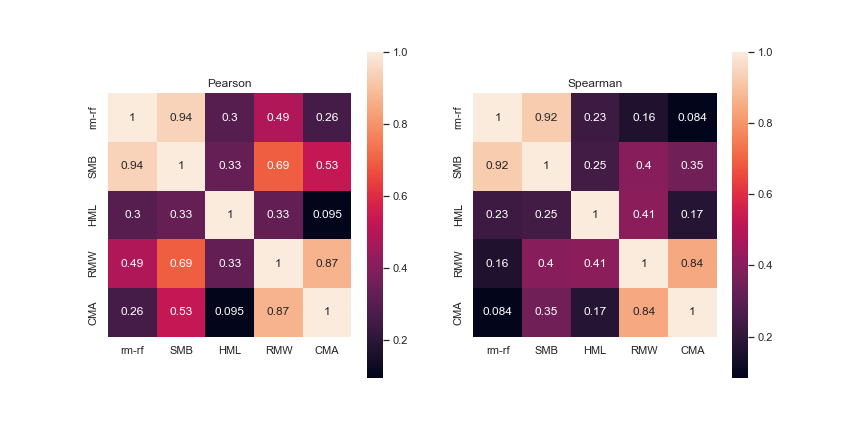 Pearson
rm-rf 1 0.94 0.3 0.49 0.26
SMB 0.94 1 0.33 0.69 0.53
HML 0.3 0.33 1 0.33 0.095
RMW 0.49 0.69 0.33 1 0.87
CMA 0.26 0.53 0.095 0.87 1
rm-rf SMB HML RMW CMA
1.0
0.8
0.6
0.4
0.2
Spearman
rm-rf 1 0.92 0.23 0.16 0.084
SMB 0.92 1 0.25 0.4 0.35
HML 0.23 0.25 1 0.41 0.17
RMW 0.16 0.4 0.41 1 0.84
CMA 0.084 0.35 0.17 0.84 1
rm-rf SMB HML RMW CMA
1.0
0.8
0.6
0.4
0.2